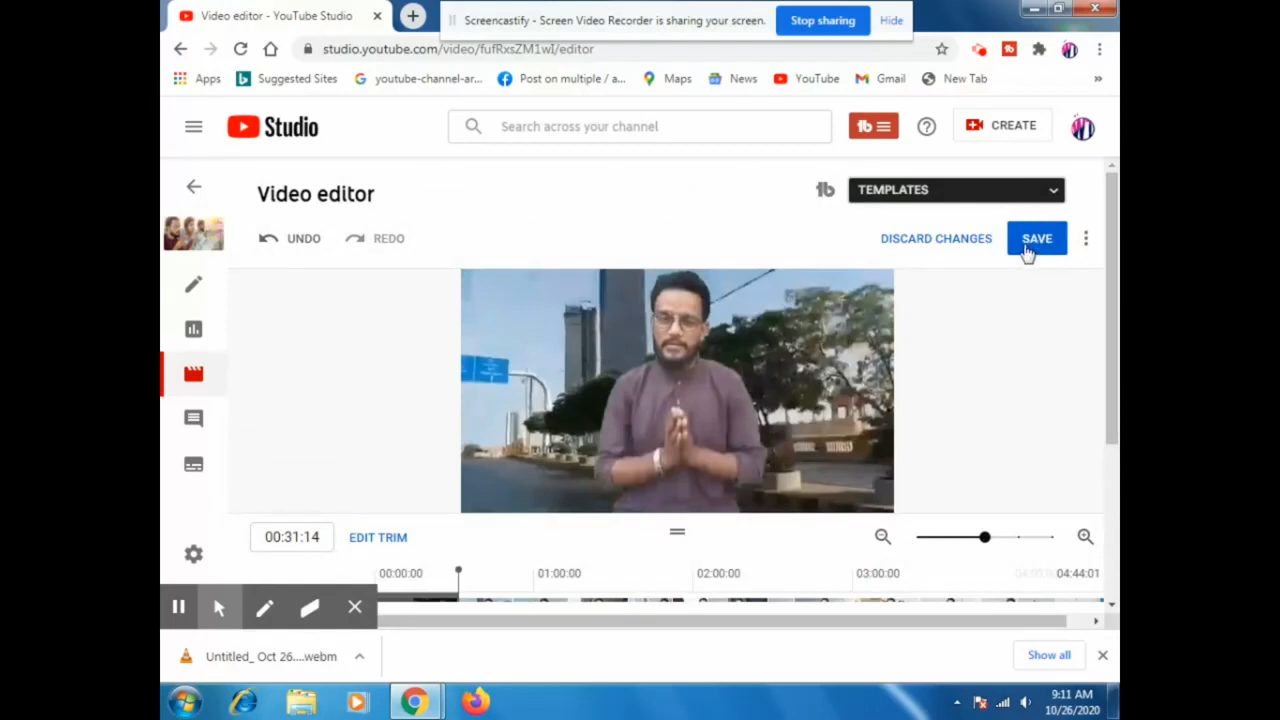 Video editor - YouTube Studio
Screencastify - Screen Video Recorder is sharing your screen.
Stop sharing
Hide
studio.youtube.com/video/fufRxsZM1wI/editor
Apps
Suggested Sites
youtube-channel-ar...
Post on multiple / a...
Maps
News
YouTube
Gmail
New Tab
Studio
Search across your channel
CREATE
Video editor
TEMPLATES
UNDO
REDO
DISCARD CHANGES
SAVE
00:31:14
EDIT TRIM
00:00:00
01:00:00
02:00:00
03:00:00
04:44:01
Untitled_ Oct 26....webm
Show all
9:11 AM
10/26/2020